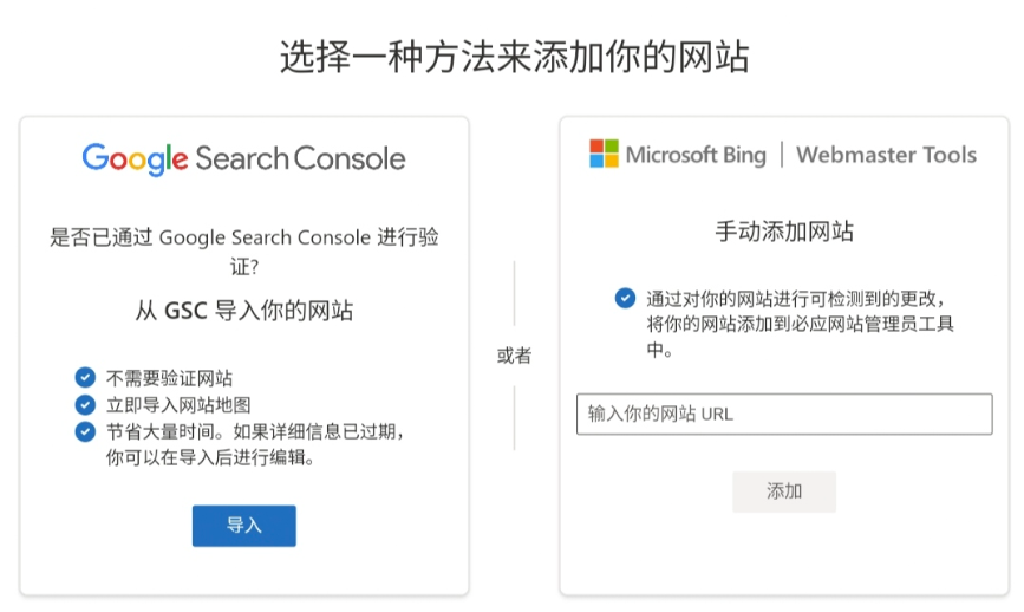 选择一种方法来添加你的网站
Google Search Console
是否已通过 Google Search Console 进行验
证?
从 GSC 导入你的网站
不需要验证网站
立即导入网站地图
节省大量时间。如果详细信息已过期，
你可以在导入后进行编辑。
导入
或者
Microsoft Bing | Webmaster Tools
手动添加网站
通过对你的网站进行可检测到的更改，
将你的网站添加到必应网站管理员工具
中。
输入你的网站 URL
添加